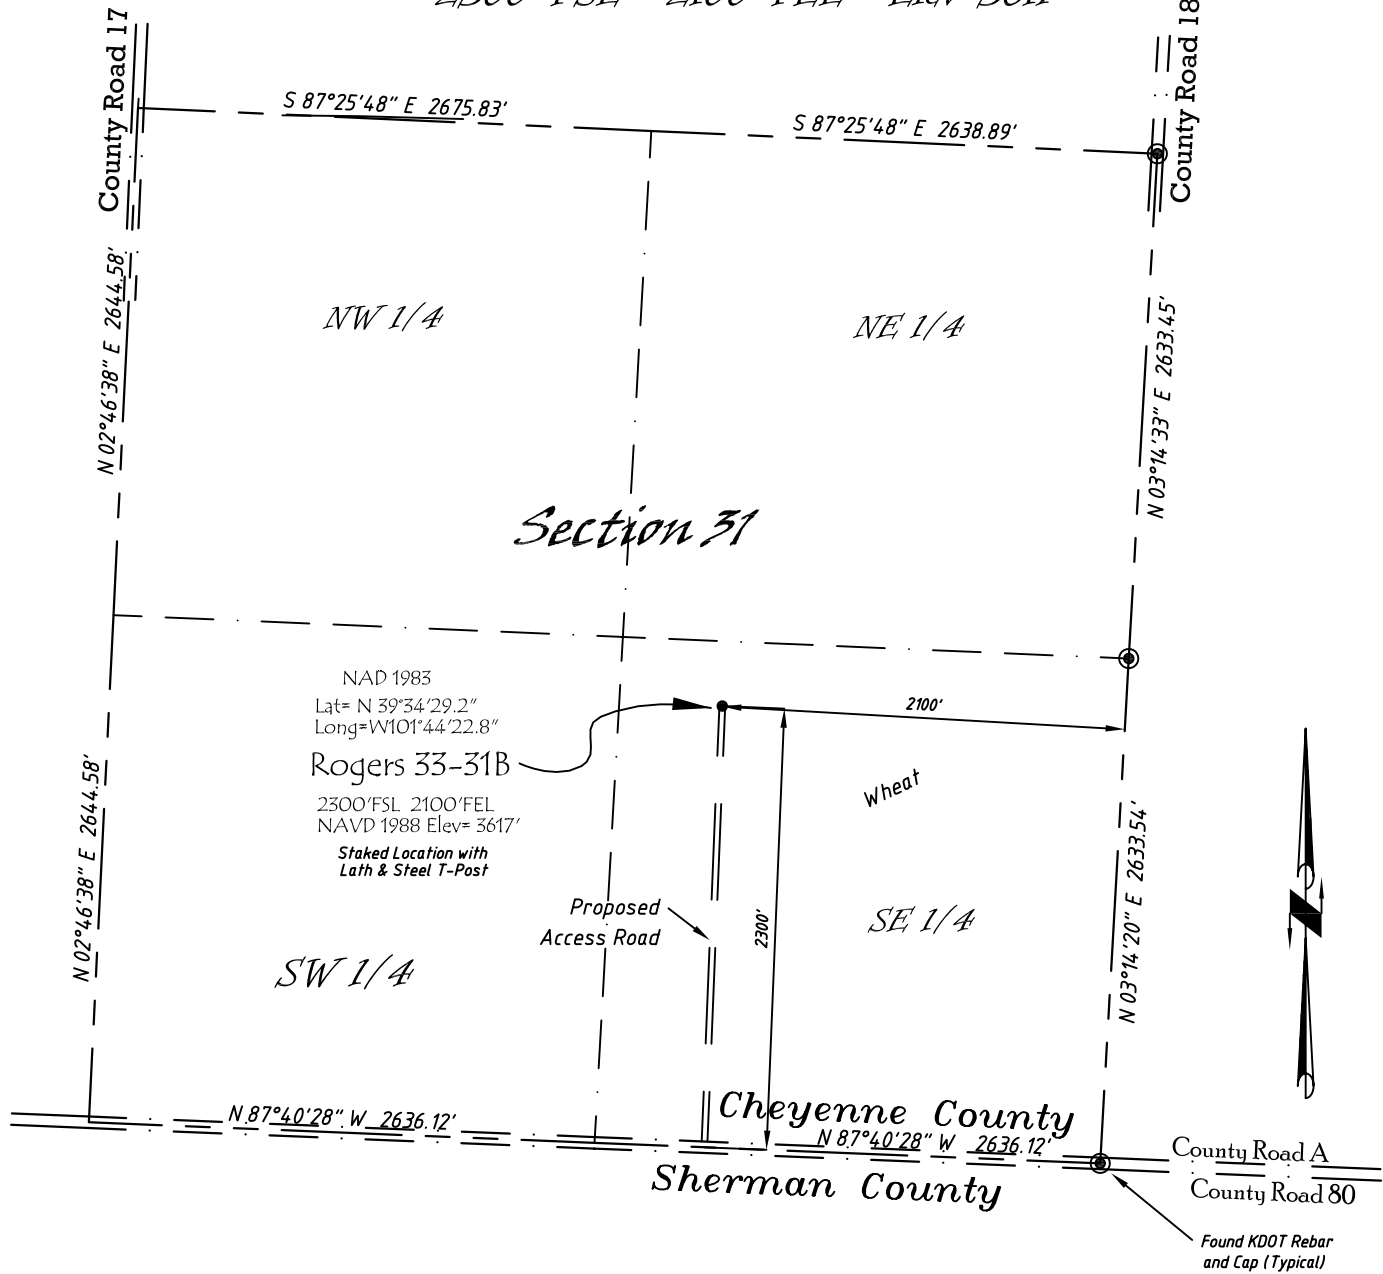 County Road 17
County Road 18
S 87°25'48" E 2675.83'
S 87°25'48" E 2638.89'
N 02°46'38" E 2644.58'
NW 1/4
NE 1/4
N 03°14'33" E 2633.45'
Section 31
NAD 1983
Lat= N 39°34'29.2"
Long=W101°44'22.8"
Rogers 33-31B
2300'FSL 2100'FEL
NAVD 1988 Elev= 3617'
Staked Location with
Lath & Steel T-Post
2100'
Wheat
N 02°46'38" E 2644.58'
Proposed
Access Road
2300'
SE 1/4
N 03°14'20" E 2633.54'
SW 1/4
N 87°40'28" W 2636.12'
Cheyenne County
N 87°40'28" W 2636.12'
Sherman County
County Road A
County Road 80
Found KDOT Rebar
and Cap (Typical)